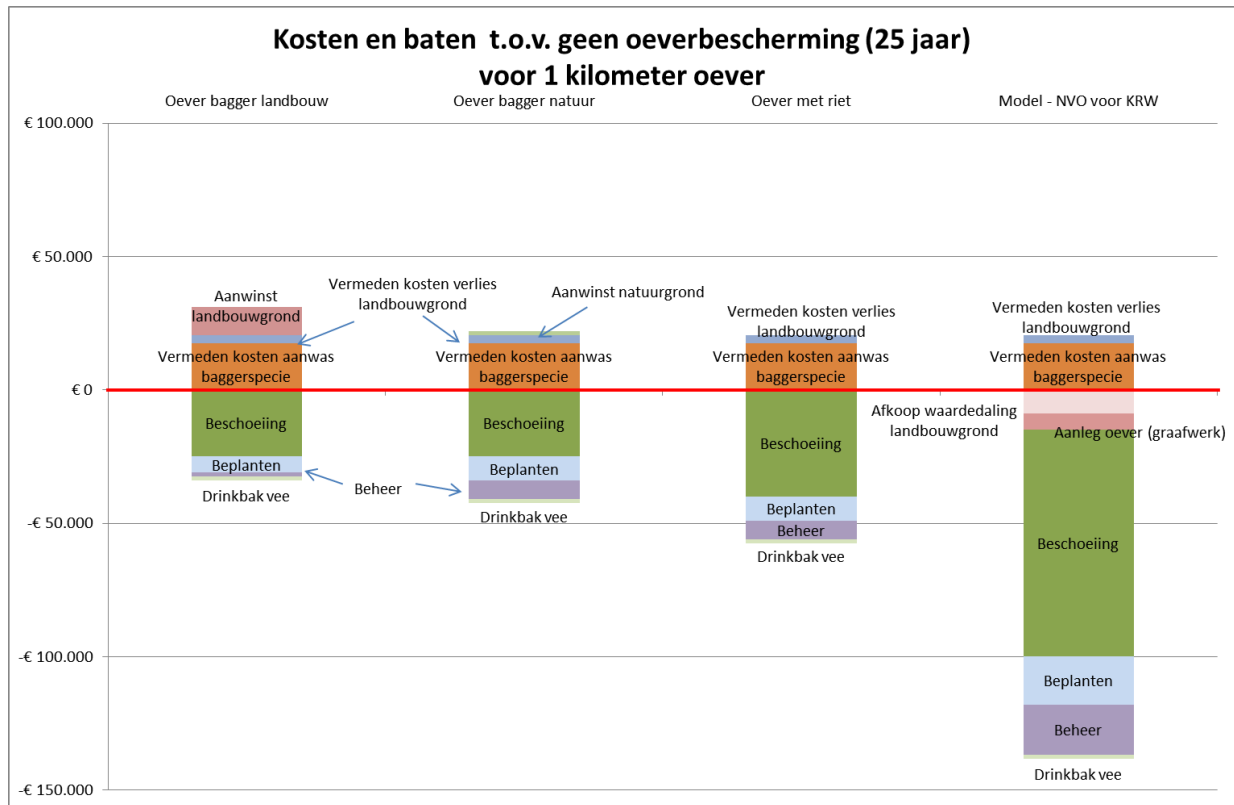 Kosten en baten t.o.v. geen oeverbescherming (25 jaar)
voor 1 kilometer oever
Oever bagger landbouw
Oever bagger natuur
Oever met riet
Model - NVO voor KRW
€ 100.000
€ 50.000
€ 0
-€ 50.000
-€ 100.000
-€ 150.000
Aanwinst
landbouwgrond
Vermeden kosten aanwas
baggerspecie
Beschoeiing
Beplanten
Drinkbak vee
Vermeden kosten verlies
landbouwgrond
Beheer
Aanwinst natuurgrond
Vermeden kosten aanwas
baggerspecie
Beschoeiing
Beplanten
Drinkbak vee
Vermeden kosten verlies
landbouwgrond
Vermeden kosten aanwas
baggerspecie
Beschoeiing
Beplanten
Beheer
Drinkbak vee
Vermeden kosten verlies
landbouwgrond
Vermeden kosten aanwas
baggerspecie
Afkoop waardedaling
landbouwgrond
Aanleg oever (graafwerk)
Beschoeiing
Beplanten
Beheer
Drinkbak vee